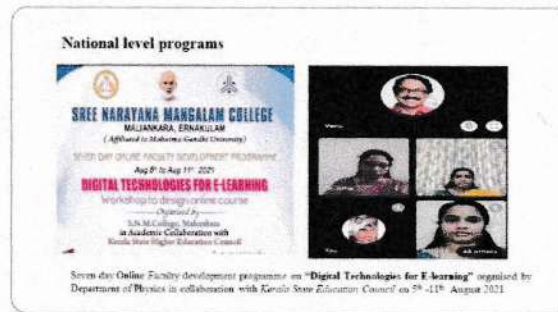 National level programs
SREE NARAYANA MANGALAM COLLEGE
MALIANKARA, ERNAKULAM
( Affiliated to Mahatma Gandhi University)
SEVEN DAY ONLINE FACULTY DEVELOPMENT PROGRAMME
Aug 5th to Aug 11th 2021
DIGITAL TECHNOLOGIES FOR E-LEARNING
Workshop to design online course
Organised by
S.N.M.College, Maliankara
in Academic Collaboration with
Kerala State Higher Education Council
Venu
You
Seven day Online Faculty development programme on “Digital Technologies for E-learning” organised by
Department of Physics in collaboration with Kerala State Education Council on 5th -11th August 2021